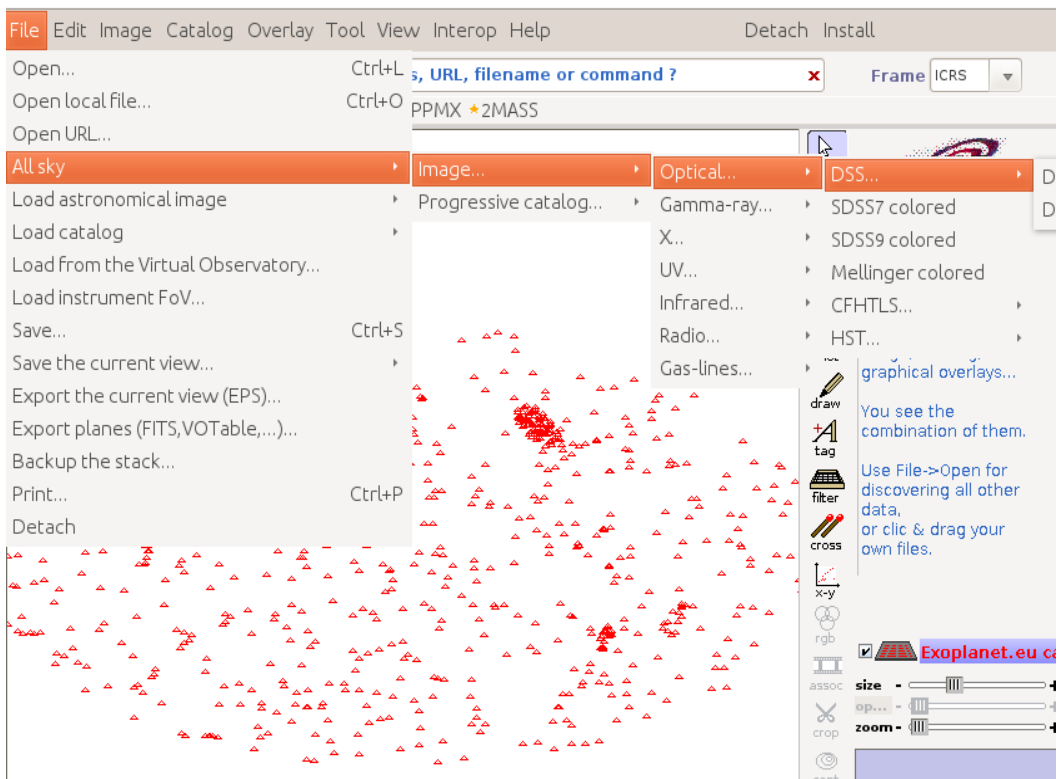 File Edit Image Catalog Overlay Tool View Interop Help Detach Install
Open... Ctrl+L
s, URL, filename or command ?
Frame ICRS
Open local file... Ctrl+O
PPMX 2MASS
Open URL...
All sky
Load astronomical image
Load catalog
Load from the Virtual Observatory...
Load instrument FoV...
Save... Ctrl+S
Save the current view...
Export the current view (EPS)...
Export planes (FITS,VOTable,...)...
Backup the stack...
Print... Ctrl+P
Detach
Image...
Progressive catalog...
Optical...
Gamma-ray...
X...
UV...
Infrared...
Radio...
Gas-lines...
DSS...
SDSS7 colored
SDSS9 colored
Mellinger colored
CFHTLS...
HST...
D
D
graphical overlays...
You see the
combination of them.
Use File->Open for
discovering all other
data,
or clic & drag your
own files.
draw
tag
filter
cross
x-y
rgb
assoc
crop
Exoplanet.eu ca
size - +
op... - +
zoom - +